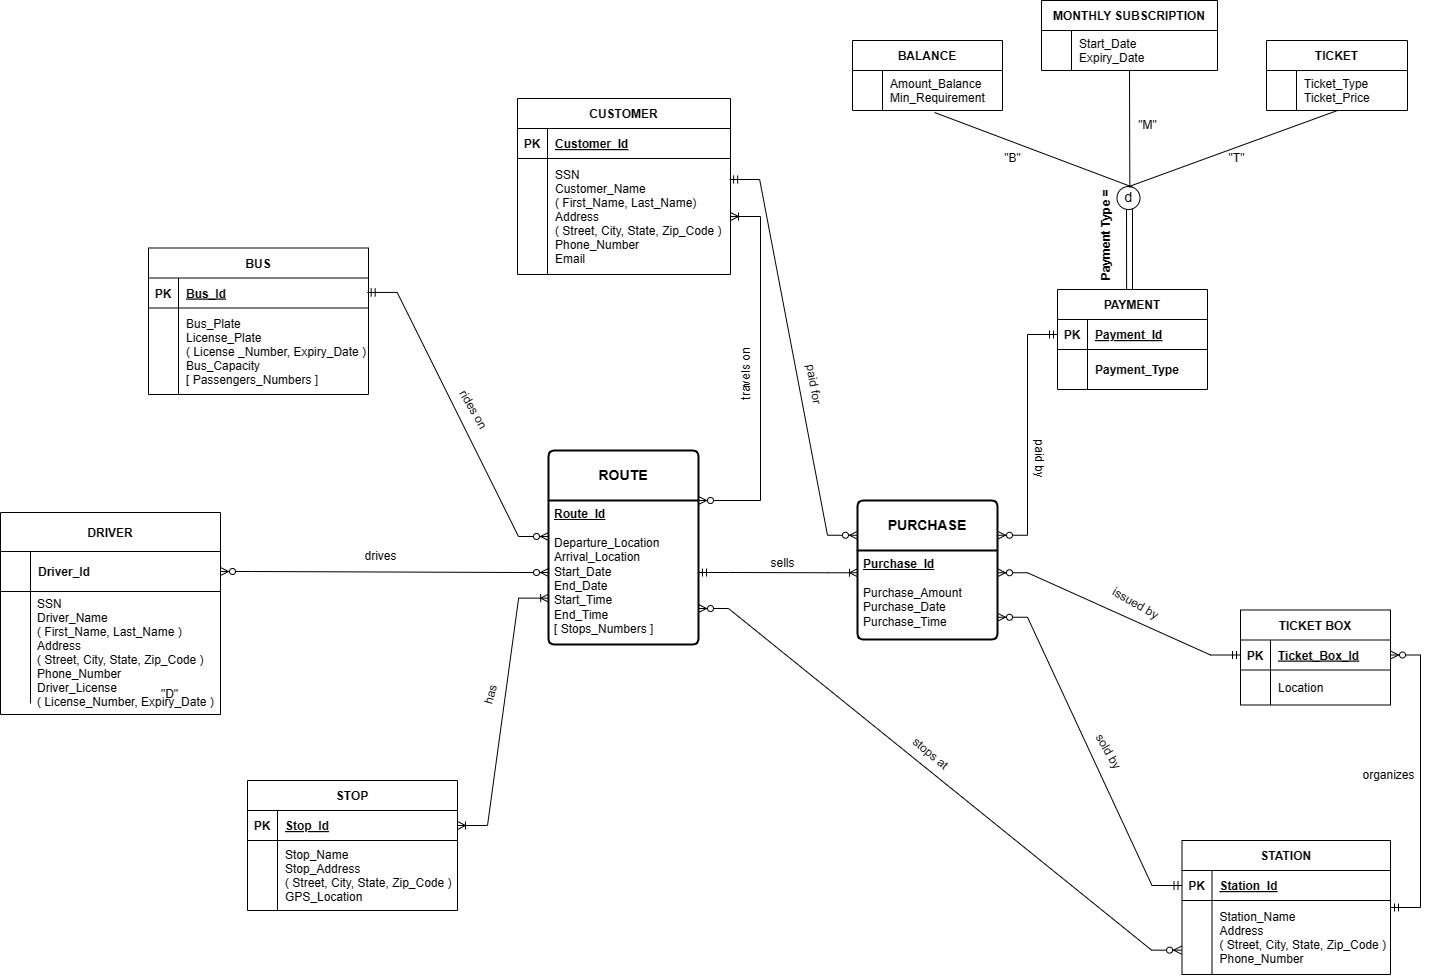 MONTHLY SUBSCRIPTION
Start_Date
Expiry_Date
BALANCE
Amount_Balance
Min_Requirement
TICKET
Ticket_Type
Ticket_Price
"B"
"M"
"T"
d
Payment Type =
CUSTOMER
PK
Customer_Id
SSN
Customer_Name
( First_Name, Last_Name)
Address
( Street, City, State, Zip_Code )
Phone_Number
Email
BUS
PK
Bus_Id
Bus_Plate
License_Plate
( License _Number, Expiry_Date )
Bus_Capacity
[ Passengers_Numbers ]
PAYMENT
PK
Payment_Id
Payment_Type
rides on
travels on
paid for
paid by
ROUTE
Route_Id
Departure_Location
Arrival_Location
Start_Date
End_Date
Start_Time
End_Time
[ Stops_Numbers ]
PURCHASE
Purchase_Id
Purchase_Amount
Purchase_Date
Purchase_Time
DRIVER
Driver_Id
SSN
Driver_Name
( First_Name, Last_Name )
Address
( Street, City, State, Zip_Code )
Phone_Number
Driver_License
"D"
( License_Number, Expiry_Date )
drives
sells
issued by
has
stops at
sold by
TICKET BOX
PK
Ticket_Box_Id
Location
organizes
STOP
PK
Stop_Id
Stop_Name
Stop_Address
( Street, City, State, Zip_Code )
GPS_Location
STATION
PK
Station_Id
Station_Name
Address
( Street, City, State, Zip_Code )
Phone_Number